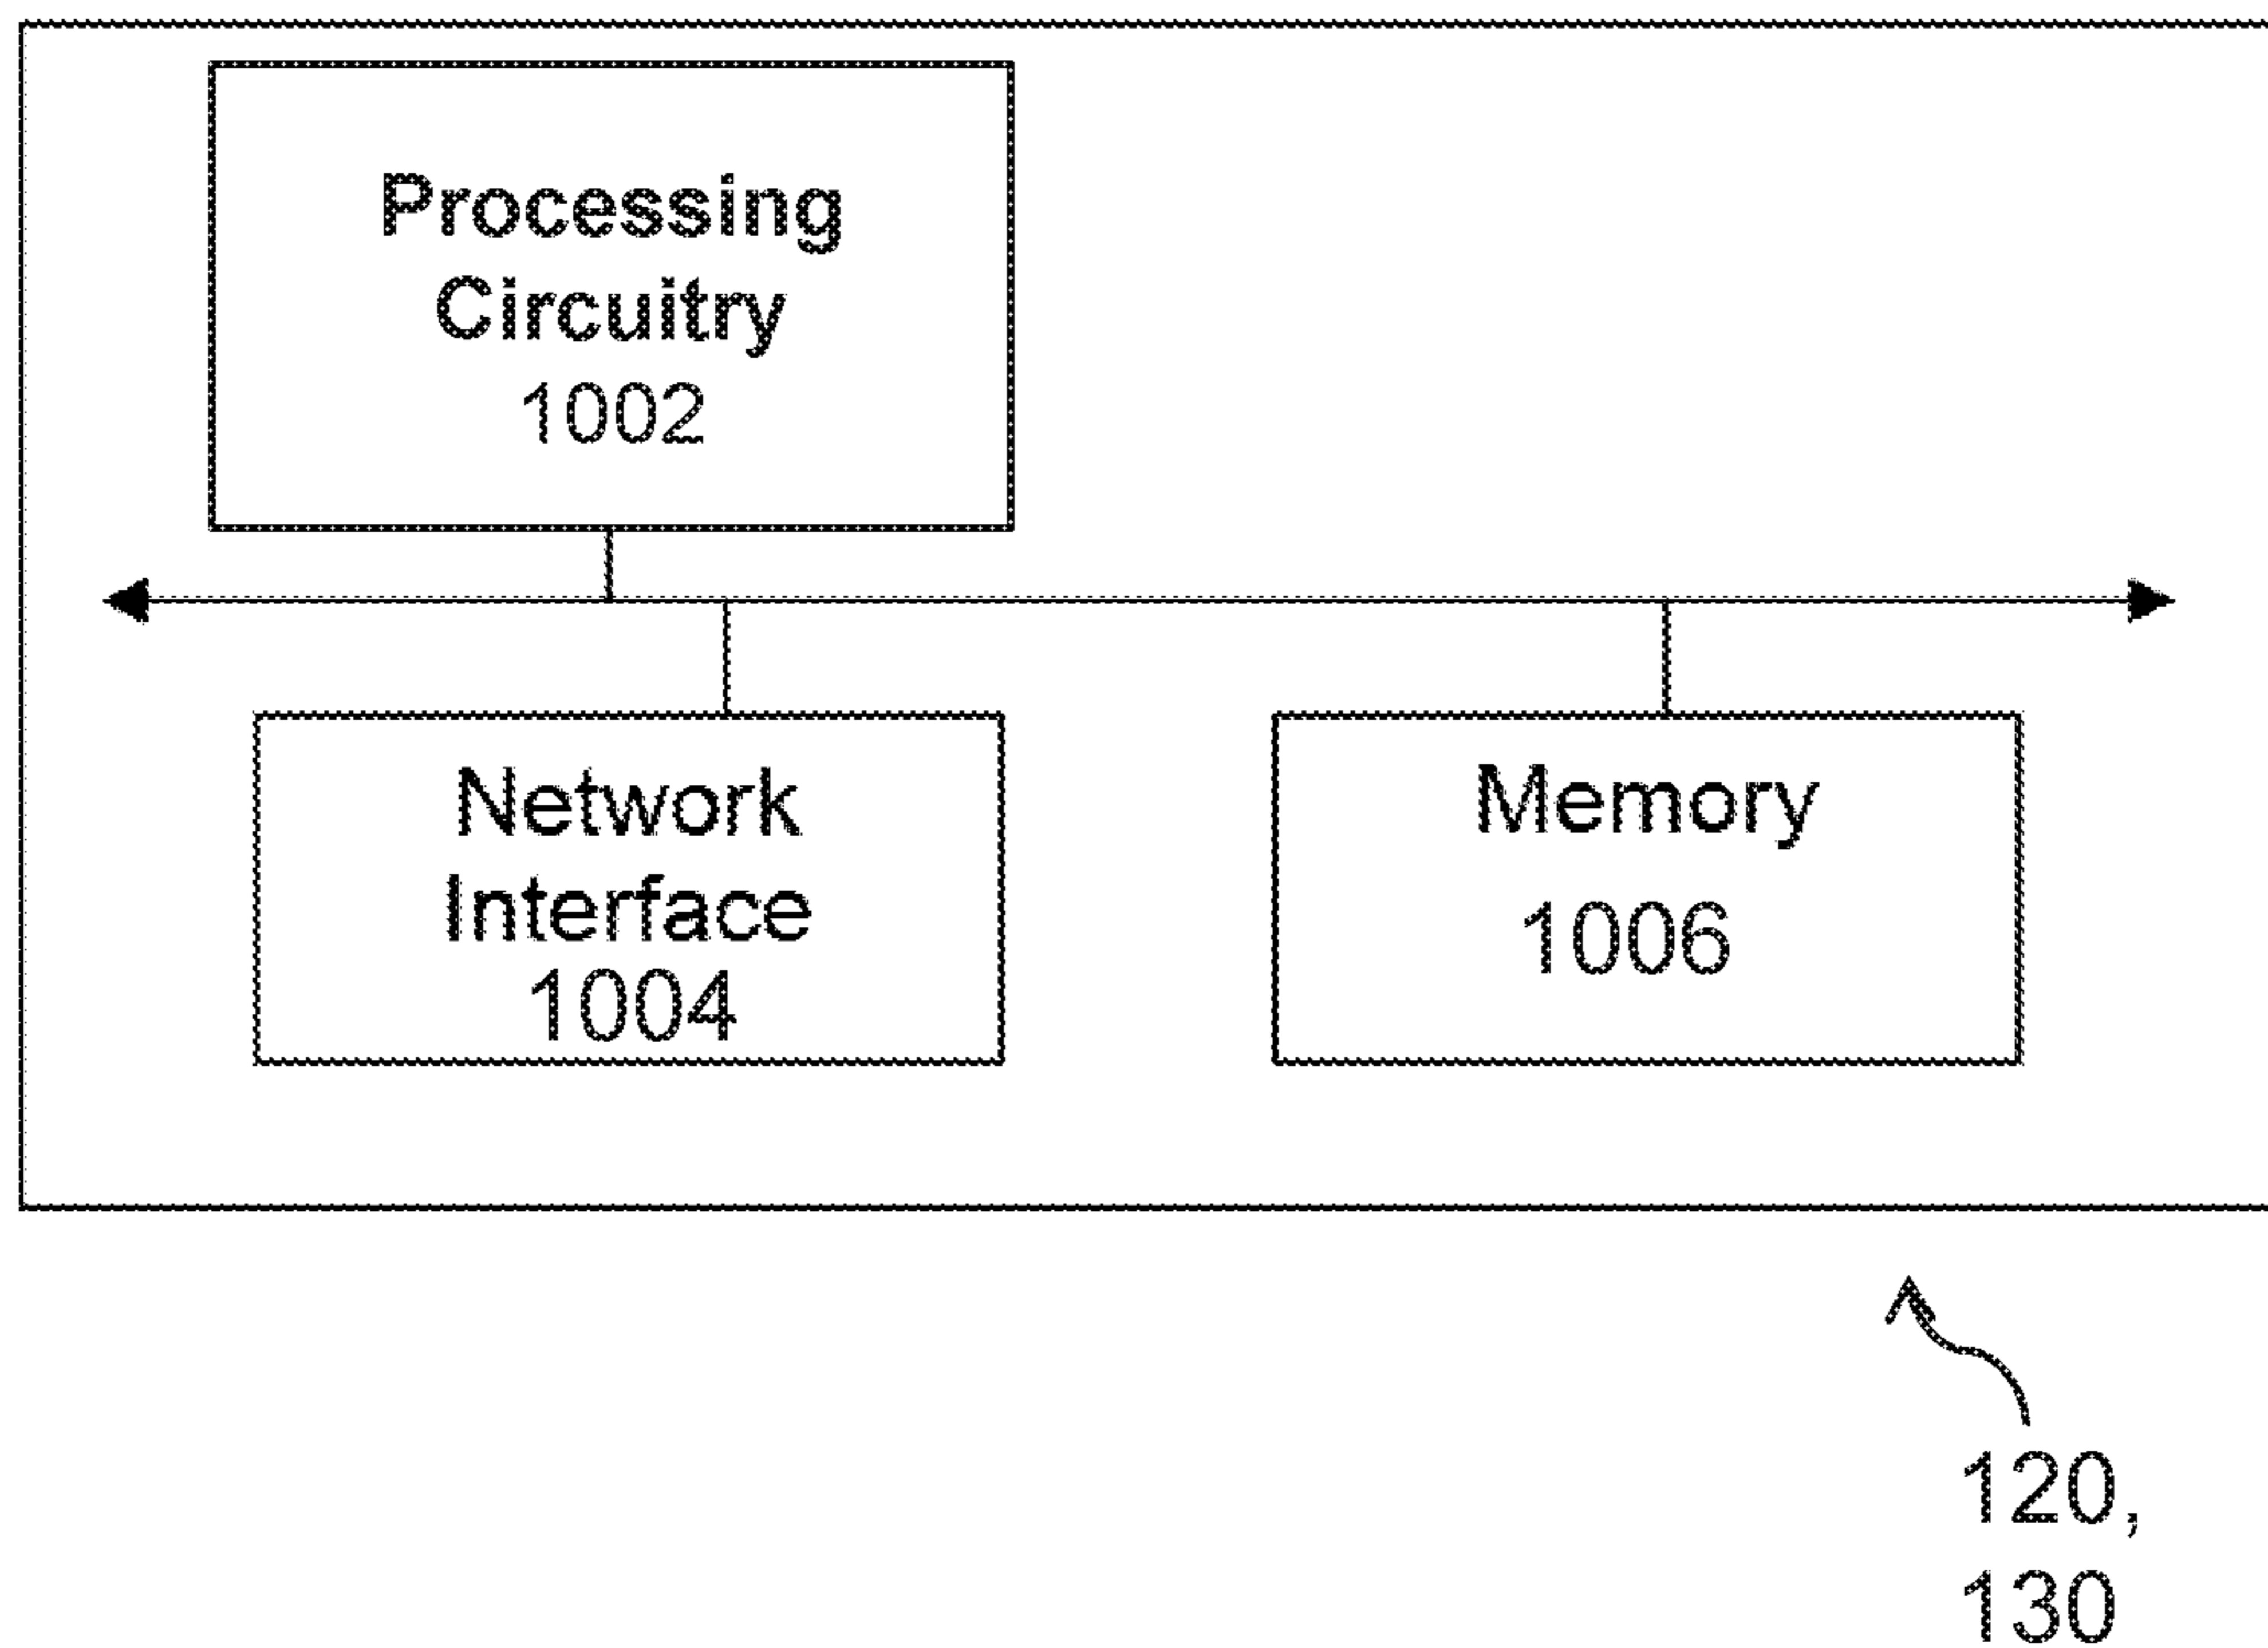 Processing
Circuitry
1002
Network
Interface
1004
Memory
1006
120,
130